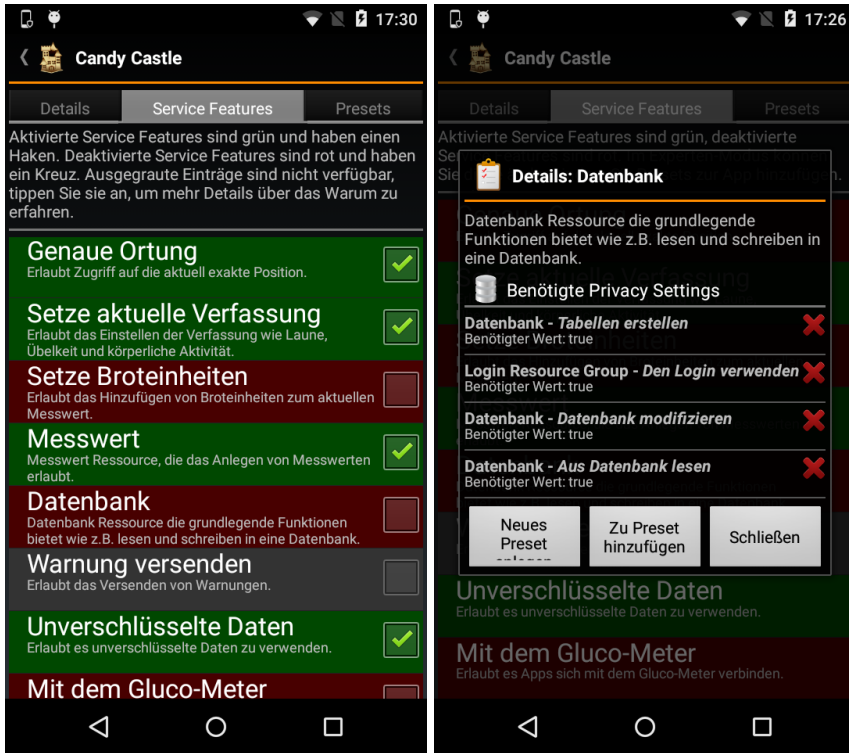 17:30
Candy Castle
Details
Service Features
Presets
Aktivierte Service Features sind grün und haben einen
Haken. Deaktivierte Service Features sind rot und haben
ein Kreuz. Ausgegraute Einträge sind nicht verfügbar,
tippen Sie sie an, um mehr Details über das Warum zu
erfahren.
Genaue Ortung
Erlaubt Zugriff auf die aktuell exakte Position.
Setze aktuelle Verfassung
Erlaubt das Einstellen der Verfassung wie Laune,
Übelkeit und körperliche Aktivität.
Setze Broteinheiten
Erlaubt das Hinzufügen von Broteinheiten zum aktuellen
Messwert.
Messwert
Messwert Ressource, die das Anlegen von Messwerten
erlaubt.
Datenbank
Datenbank Ressource die grundlegende Funktionen
bietet wie z.B. lesen und schreiben in eine Datenbank.
Warnung versenden
Erlaubt das Versenden von Warnungen.
Unverschlüsselte Daten
Erlaubt es unverschlüsselte Daten zu verwenden.
Mit dem Gluco-Meter
17:26
Candy Castle
Details
Service Features
Presets
Aktivierte Service Features sind grün, deaktivierte
Details: Datenbank
Datenbank Ressource die grundlegende
Funktionen bietet wie z.B. lesen und schreiben in
eine Datenbank.
Benötigte Privacy Settings
Datenbank - Tabellen erstellen
Benötigter Wert: true
Login Resource Group - Den Login verwenden
Benötigter Wert: true
Datenbank - Datenbank modifizieren
Benötigter Wert: true
Datenbank - Aus Datenbank lesen
Benötigter Wert: true
Neues
Preset
Zu Preset
hinzufügen
Schließen
Unverschlüsselte Daten
Erlaubt es unverschlüsselte Daten zu verwenden.
Mit dem Gluco-Meter
Erlaubt es Apps sich mit dem Gluco-Meter verbinden.